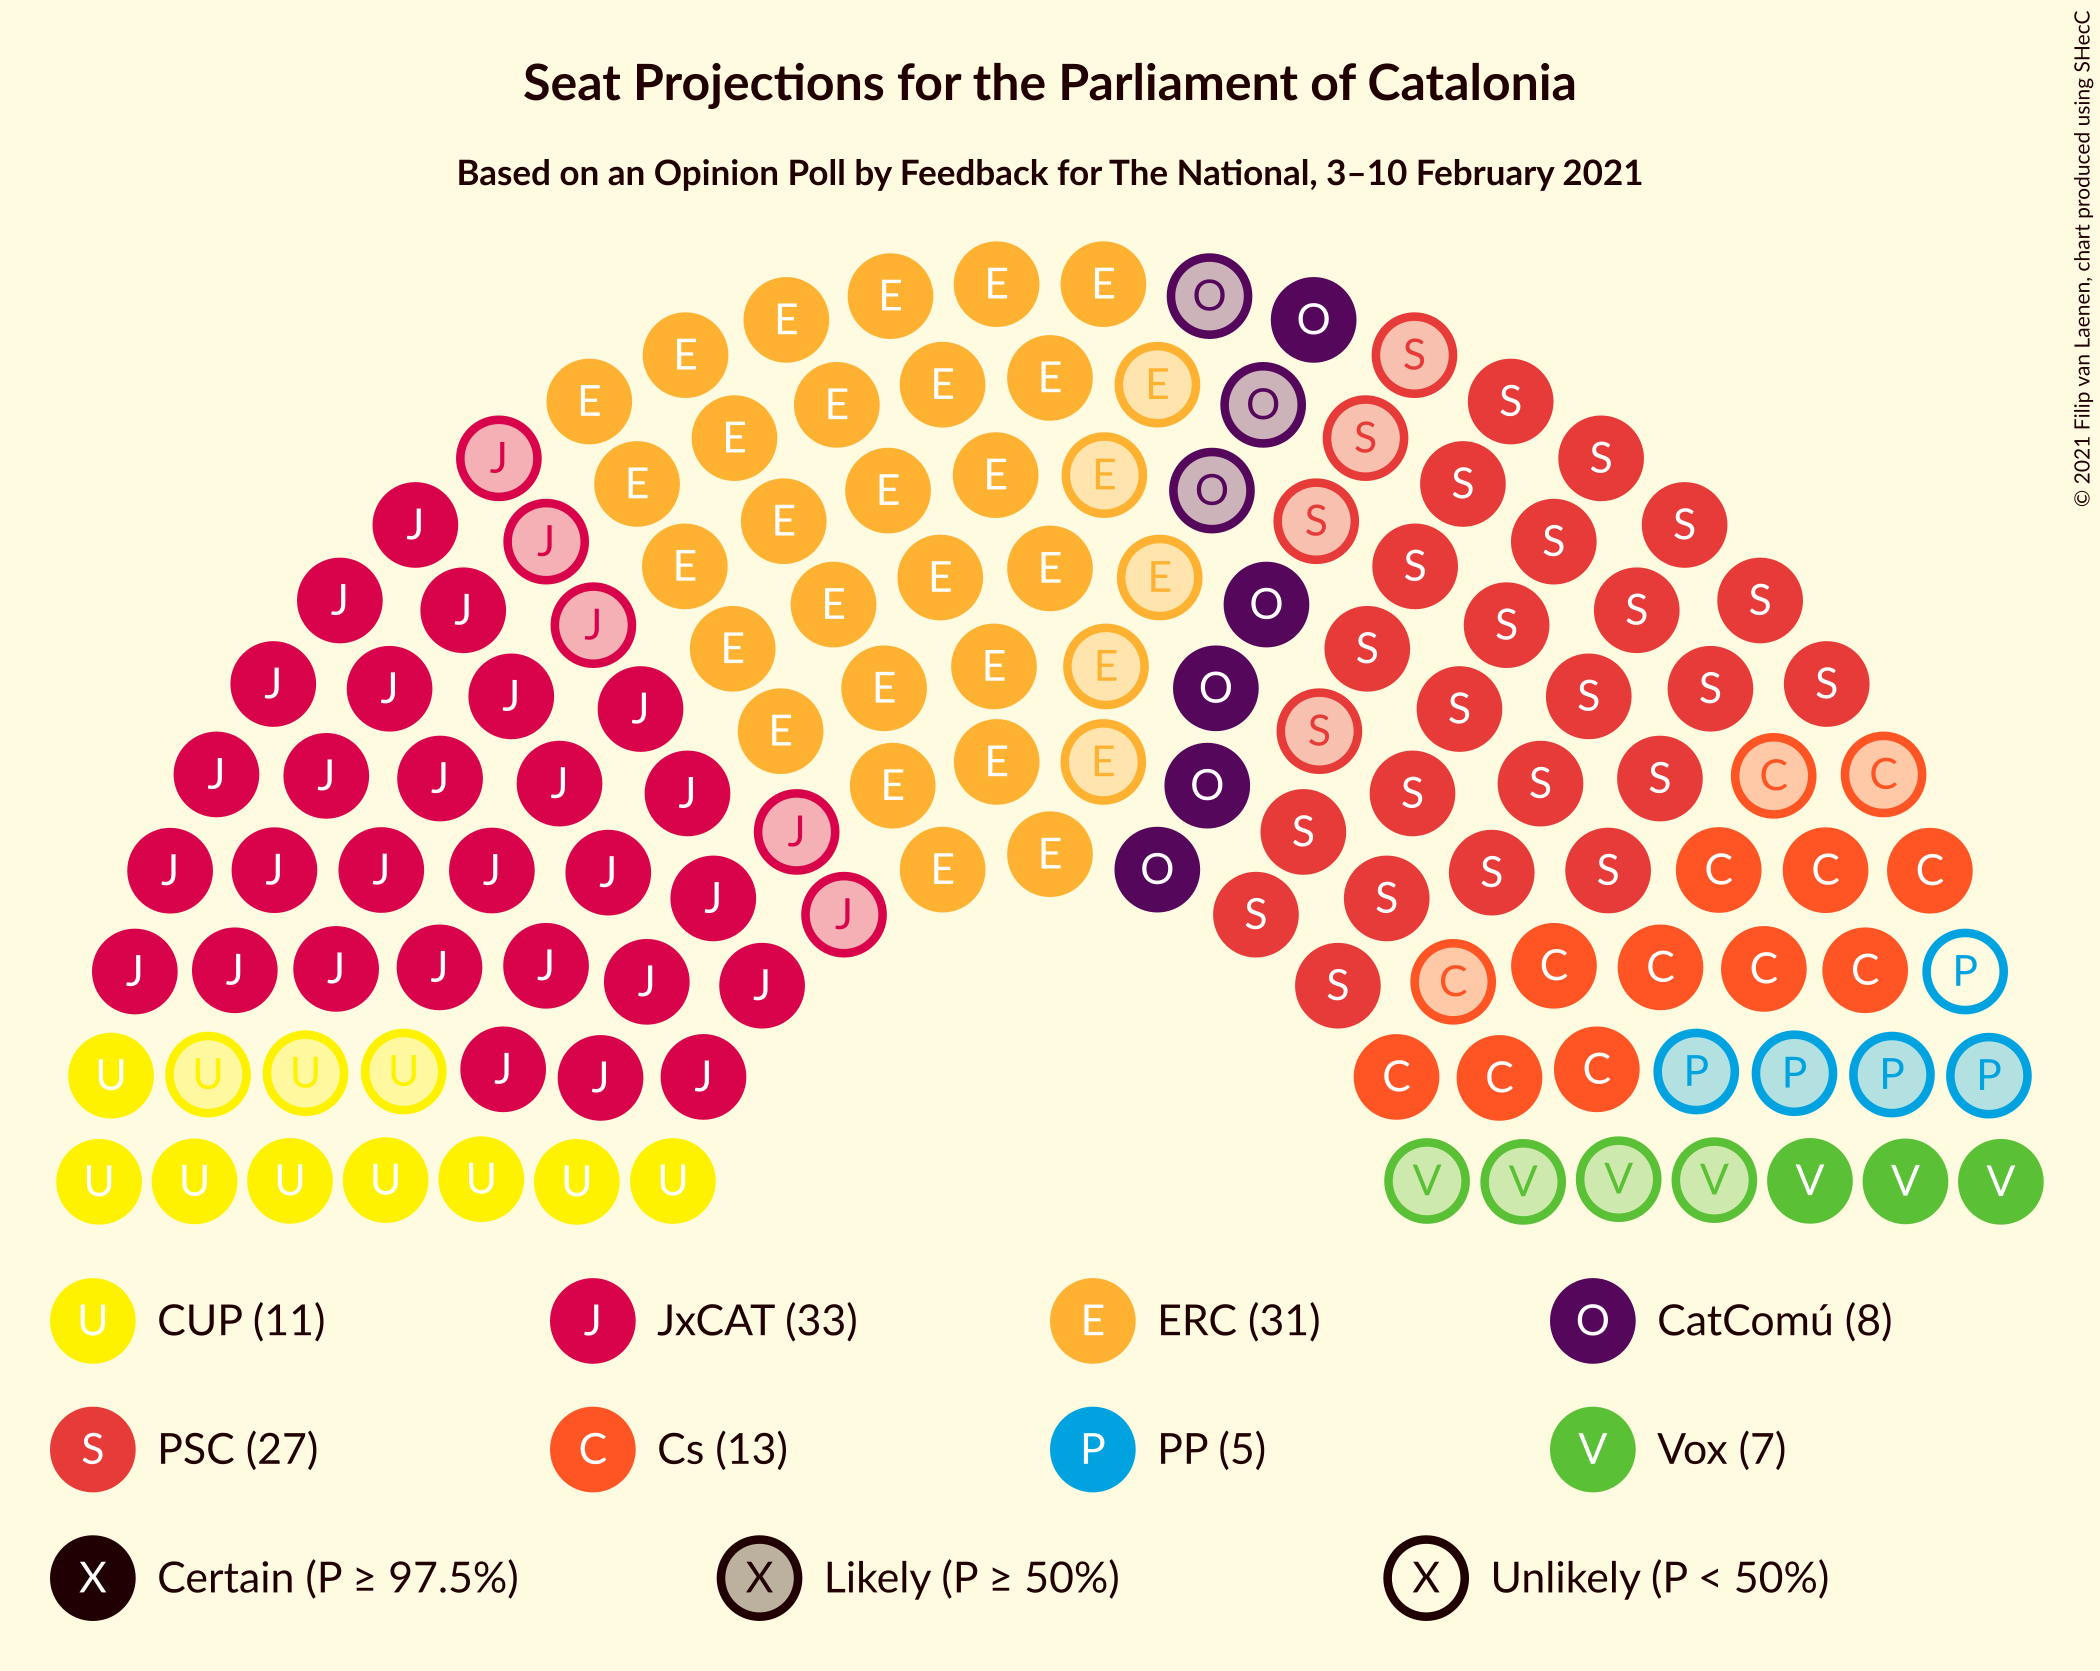 Seat Projections for the Parliament of Catalonia
Based on an Opinion Poll by Feedback for The National, 3–10 February 2021
© 2021 Filip van Laenen, chart produced using SHecC
E E O
E E O
E S
E E E S
J E E O S
E E S
J E E O S S
J E E S S
J E E O S
J E E S S
J J E E O S S
J E E S S
J J E E O S S
J J E E S S
J E S
J E E O S S
J J E C C
J J E O S S
J J E S S
J J J E O S C C C
J J J E E S S
J J S
J J J J S C C C P
J J C C
J S
U U U U J J J C C C P P P P
U U U U U U U V V V V V V V
U CUP (11) J JxCAT (33) E ERC (31) O CatComú (8)
S PSC (27) C Cs (13) P PP (5) V Vox (7)
X Certain (P ≥ 97.5%) X Likely (P ≥ 50%) X Unlikely (P < 50%)